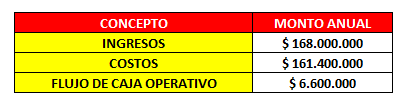 CONCEPTO MONTO ANUAL
INGRESOS $ 168.000.000
COSTOS $ 161.400.000
FLUJO DE CAJA OPERATIVO $ 6.600.000